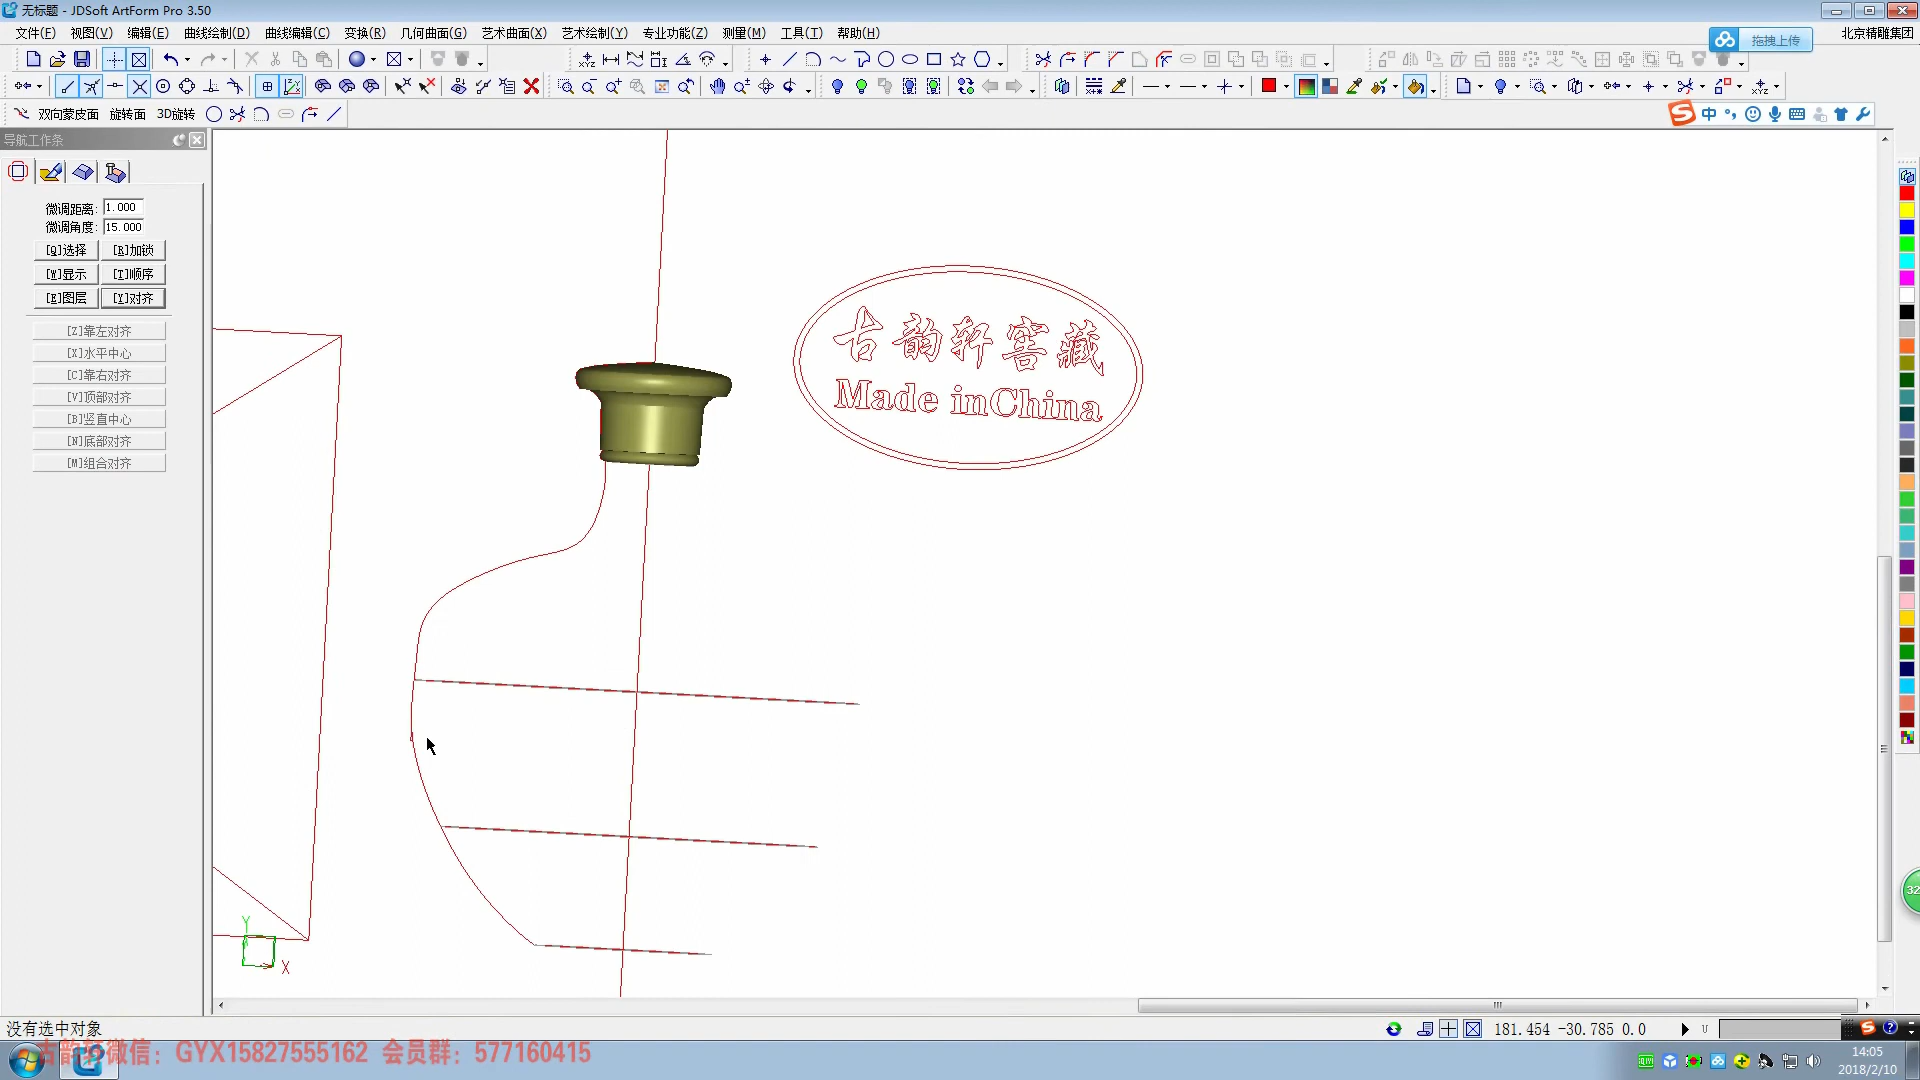 无标题 - JDSoft ArtForm Pro 3.50
文件(F) 视图(V) 编辑(E) 曲线绘制(D) 曲线编辑(C) 变换(R) 几何曲面(G) 艺术曲面(X) 艺术绘制(Y) 专业功能(Z) 测量(M) 工具(T) 帮助(H)
拖拽上传
北京精雕集团
双向蒙皮面 旋转面 3D旋转
中
导航工作条
微调距离: 1.000
微调角度: 15.000
[Q]选择 [R]加锁
[W]显示 [T]顺序
[E]图层 [Y]对齐
[Z]靠左对齐
[X]水平中心
[C]靠右对齐
[V]顶部对齐
[B]竖直中心
[N]底部对齐
[M]组合对齐
古韵轩窖藏
Made inChina
Y
X
32
没有选中对象
181.454 -30.785 0.0
古韵轩微信: GYX15827555162 会员群: 577160415
14:05
2018/2/10